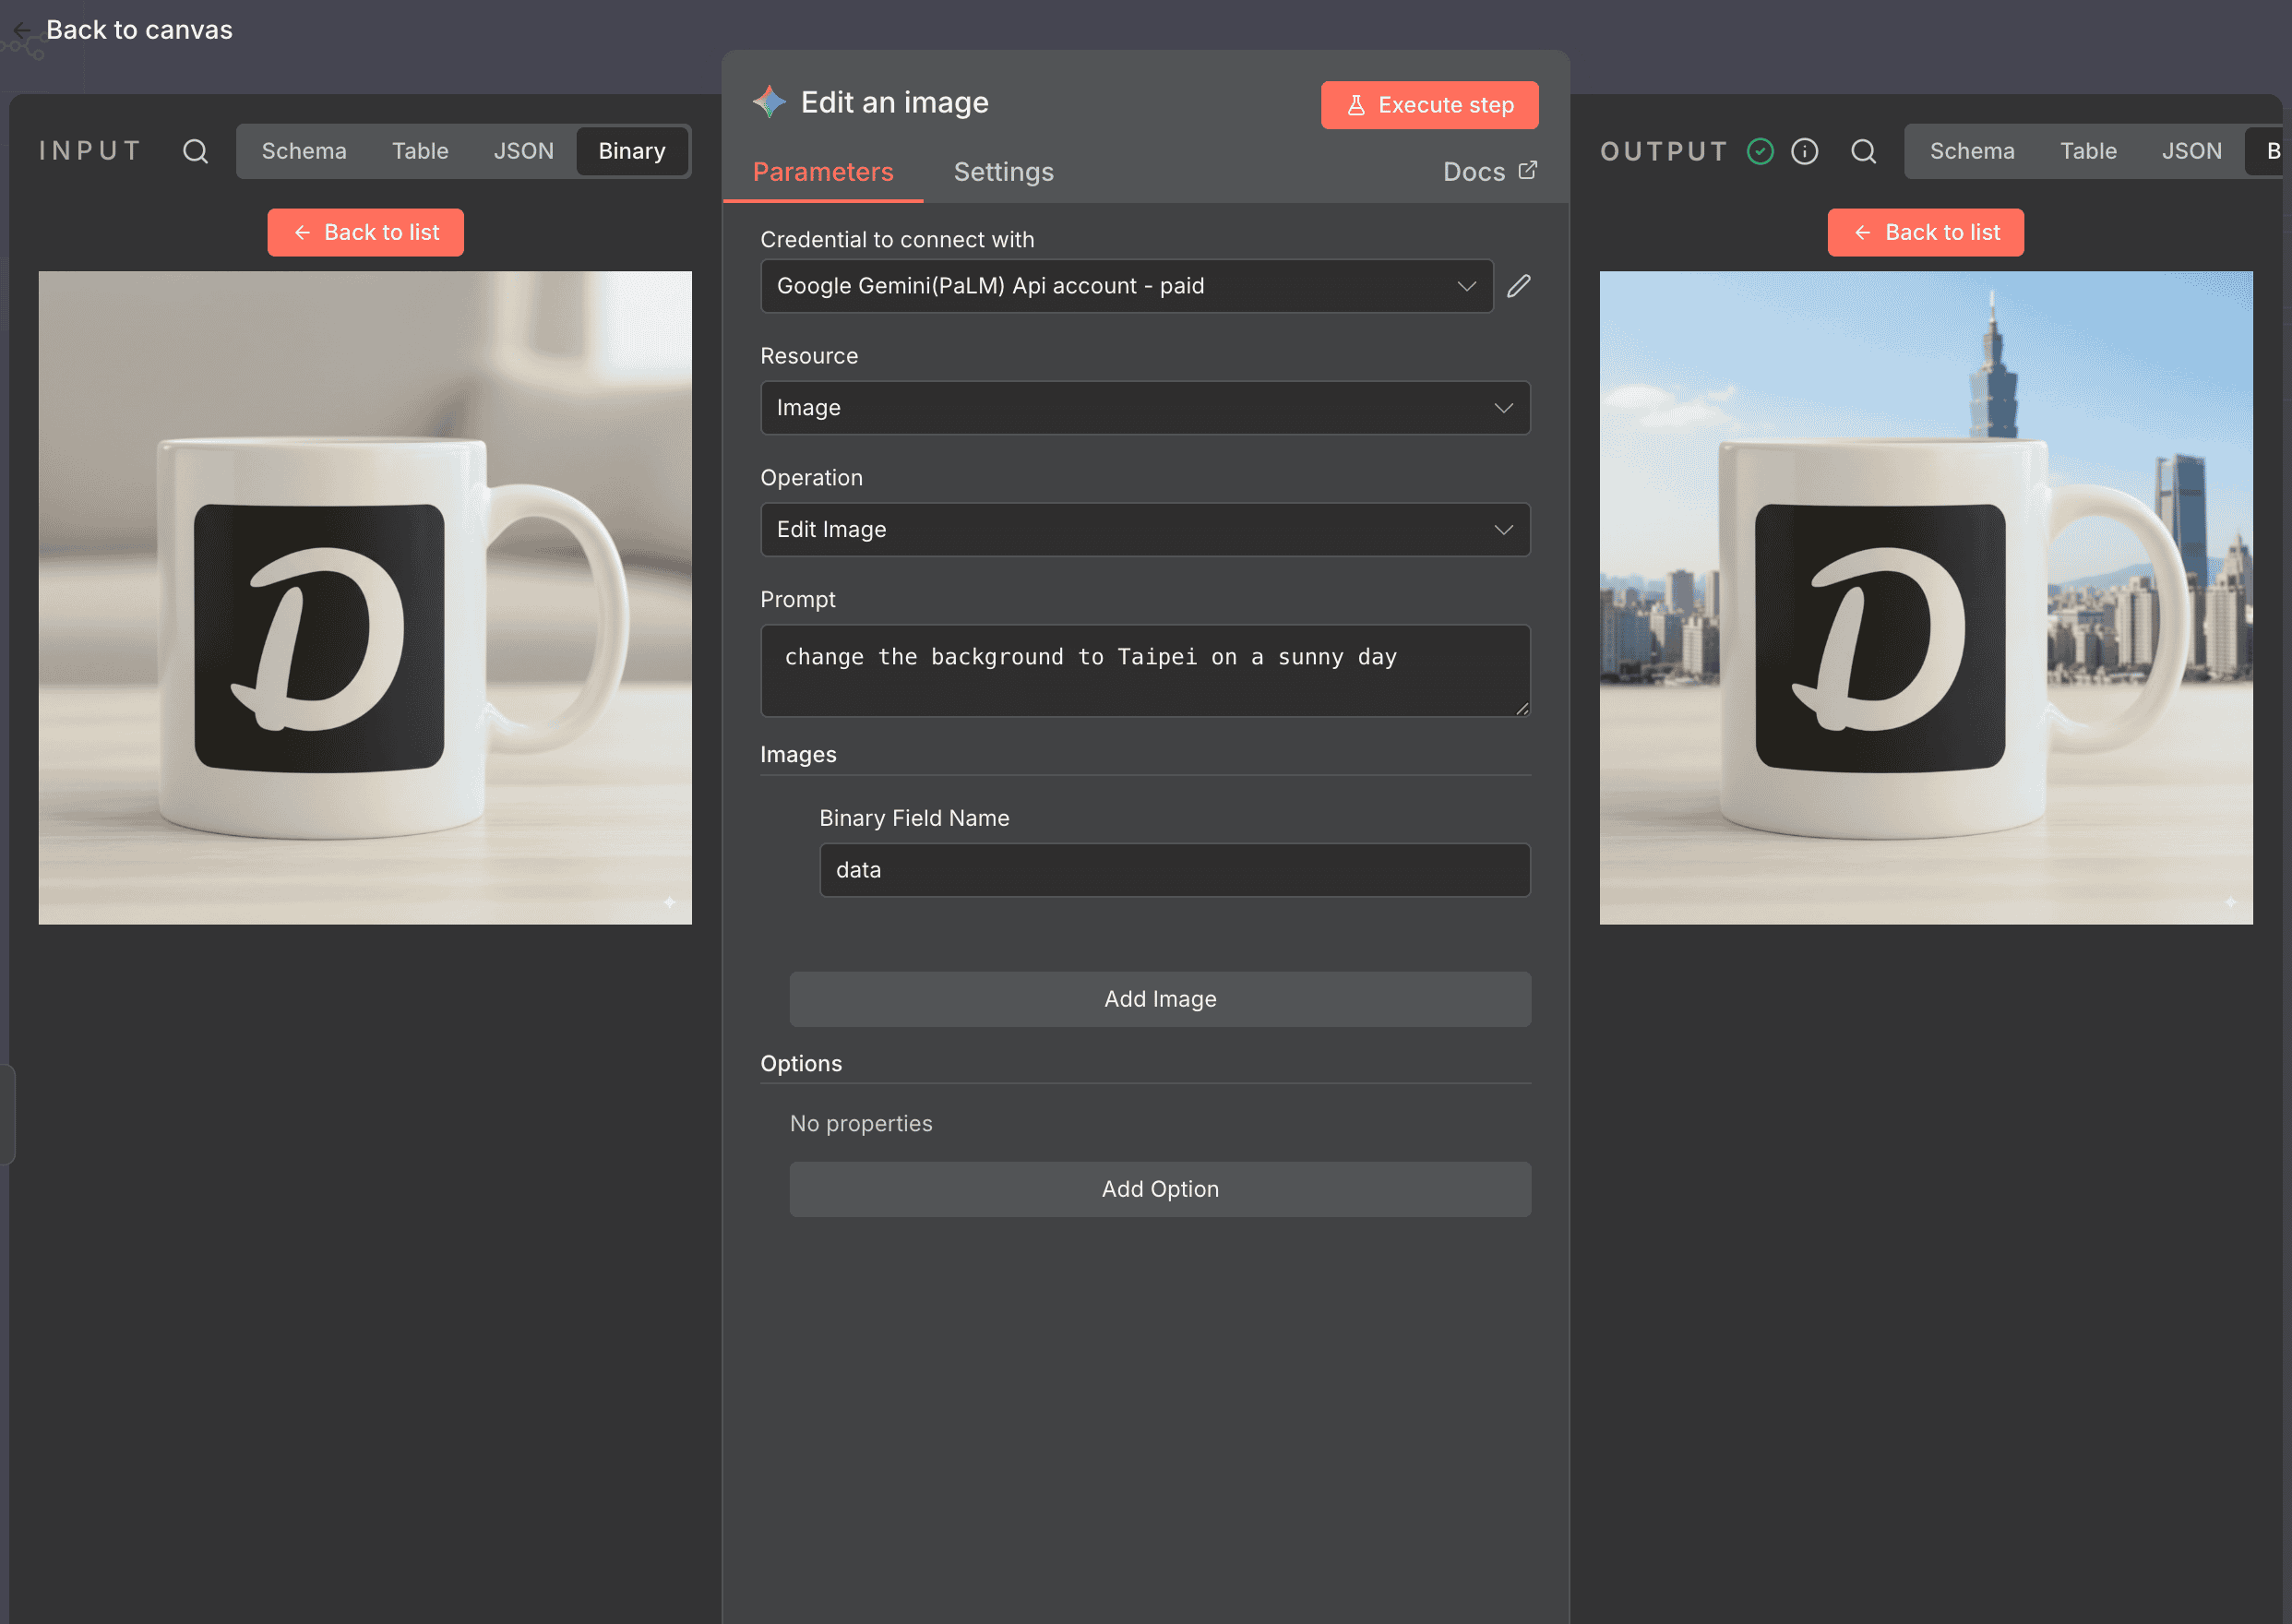 Back to canvas
INPUT
Schema
Table
JSON
Binary
Back to list
D
Edit an image
Execute step
Parameters
Settings
Docs
Credential to connect with
Google Gemini(PaLM) Api account - paid
Resource
Image
Operation
Edit Image
Prompt
change the background to Taipei on a sunny day
Images
Binary Field Name
data
Add Image
Options
No properties
Add Option
OUTPUT
Schema
Table
JSON
B
Back to list
D